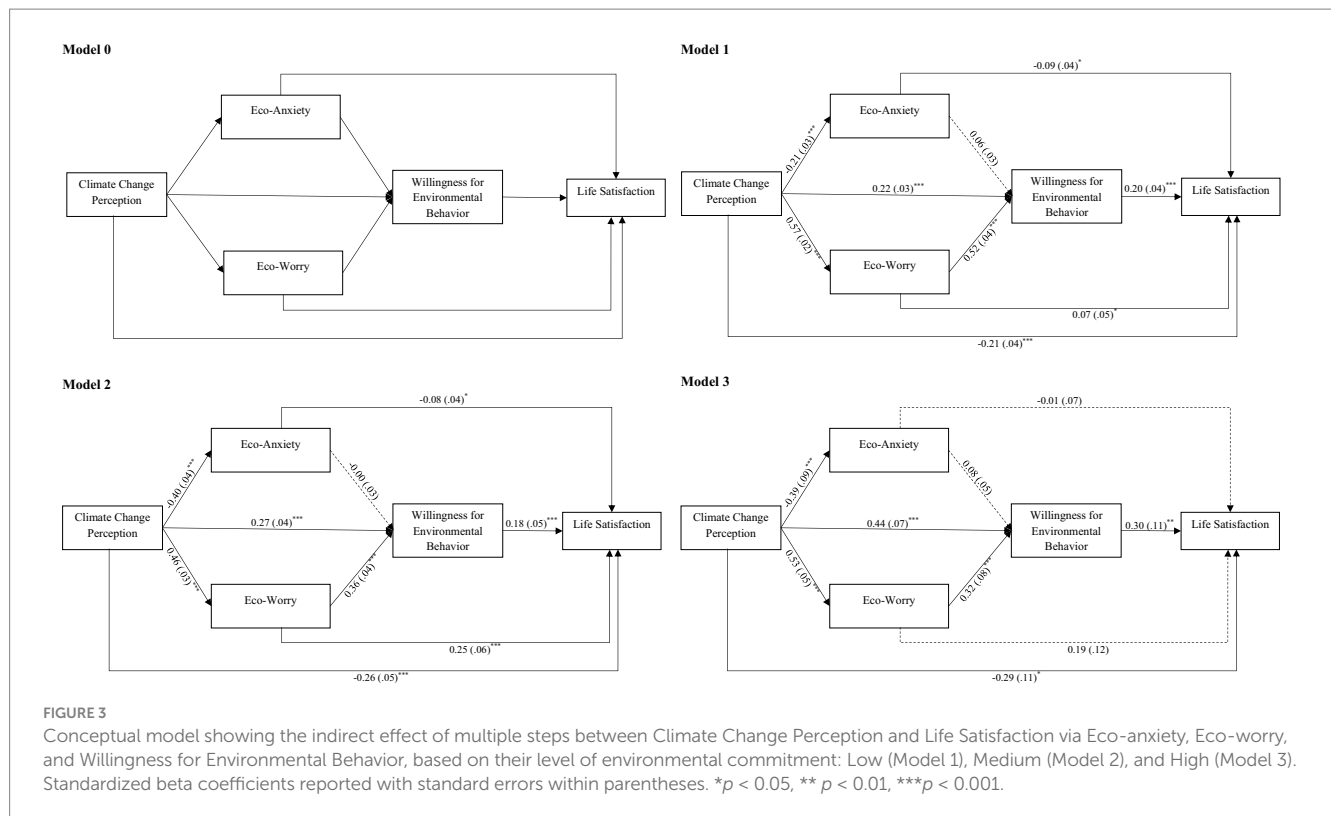 Model 0
Eco-Anxiety
Climate Change
Perception
Willingness for
Environmental
Behavior
Life Satisfaction
Eco-Worry
Model 1
-0.09 (.04)*
Eco-Anxiety
-0.21 (.03)***
0.06 (.03)
Climate Change
Perception
0.22 (.03)***
Willingness for
Environmental
Behavior
0.20 (.04)***
Life Satisfaction
0.57 (.02)***
0.52 (.04)***
Eco-Worry
0.07 (.05)*
-0.21 (.04)***
Model 2
-0.08 (.04)*
Eco-Anxiety
-0.40 (.04)***
-0.00 (.03)
Climate Change
Perception
0.27 (.04)***
Willingness for
Environmental
Behavior
0.18 (.05)***
Life Satisfaction
0.46 (.03)***
0.36 (.04)***
Eco-Worry
0.25 (.06)***
-0.26 (.05)***
Model 3
-0.01 (.07)
Eco-Anxiety
-0.39 (.09)***
0.08 (.05)
Climate Change
Perception
0.44 (.07)***
Willingness for
Environmental
Behavior
0.30 (.11)**
Life Satisfaction
0.53 (.05)***
0.32 (.08)***
Eco-Worry
0.19 (.12)
-0.29 (.11)*
FIGURE 3
Conceptual model showing the indirect effect of multiple steps between Climate Change Perception and Life Satisfaction via Eco-anxiety, Eco-worry,
and Willingness for Environmental Behavior, based on their level of environmental commitment: Low (Model 1), Medium (Model 2), and High (Model 3).
Standardized beta coefficients reported with standard errors within parentheses. *p < 0.05, ** p < 0.01, ***p < 0.001.